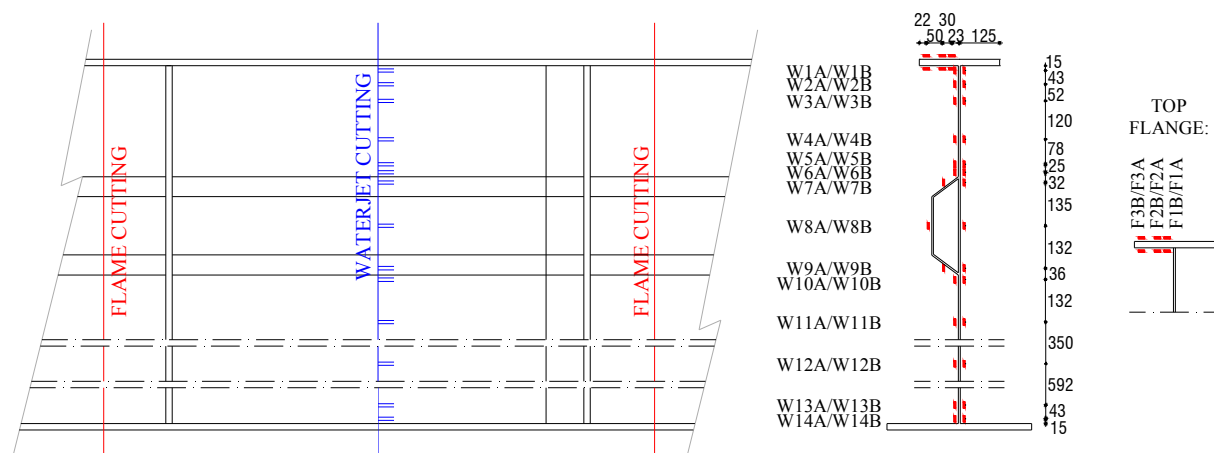 FLAME CUTTING
WATERJET CUTTING
FLAME CUTTING
22 30
50 23 125
W1A/W1B
W2A/W2B
W3A/W3B
W4A/W4B
W5A/W5B
W6A/W6B
W7A/W7B
W8A/W8B
W9A/W9B
W10A/W10B
W11A/W11B
W12A/W12B
W13A/W13B
W14A/W14B
15
43
52
120
78
25
32
135
132
36
132
350
592
43
15
TOP
FLANGE:
F3B/F3A
F2B/F2A
F1B/F1A